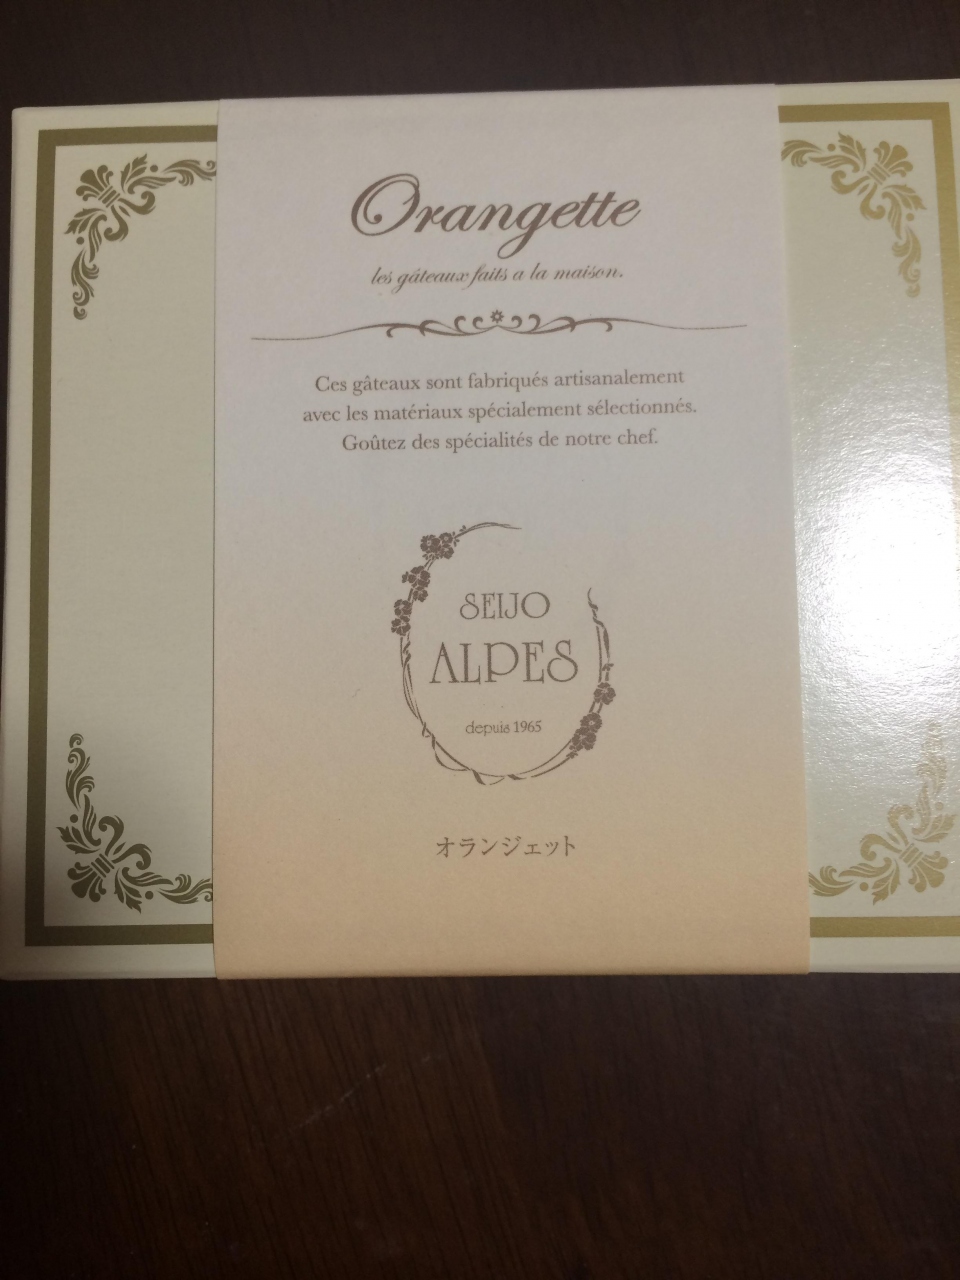 Orangette
les gâteaux faits a la maison.
Ces gâteaux sont fabriqués artisanalement
avec les matériaux spécialement sélectionnés.
Goûtez des spécialités de notre chef.
SEIJO
ALPES
depuis 1965
オランジェット